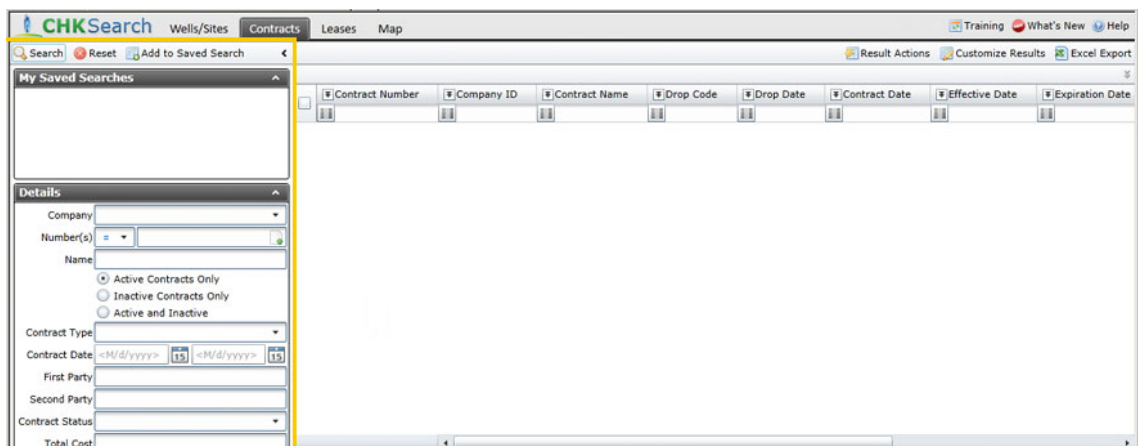 CHKSearch Wells/Sites Contracts Leases Map Training What's New Help
Search Reset Add to Saved Search Result Actions Customize Results Excel Export
My Saved Searches
Contract Number Company ID Contract Name Drop Code Drop Date Contract Date Effective Date Expiration Date
Details
Company
Number(s) =
Name
Active Contracts Only
Inactive Contracts Only
Active and Inactive
Contract Type
Contract Date <M/d/yyyy> 15 <M/d/yyyy> 15
First Party
Second Party
Contract Status
Total Cost